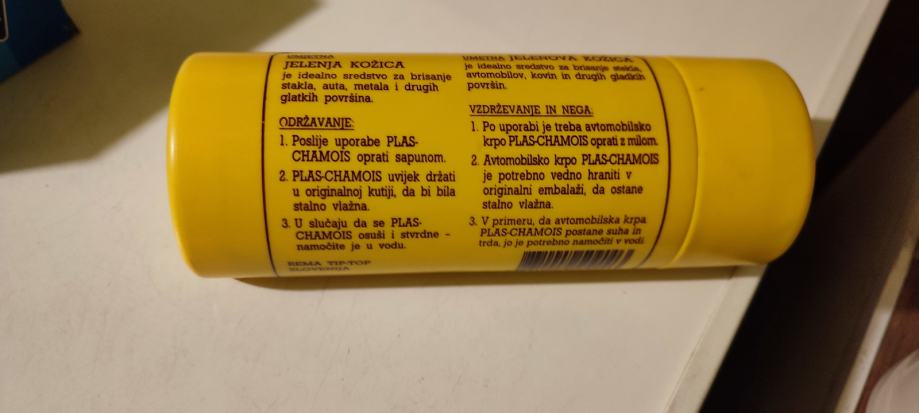 UMJETNA
JELENJA KOŽICA
je idealno sredstvo za brisanje
stakla, auta, metala i drugih
glatkih površina.
ODRŽAVANJE:
1. Poslije uporabe PLAS-
CHAMOIS oprati sapunom.
2. PLAS-CHAMOIS uvijek držati
u originalnoj kutiji, da bi bila
stalno vlažna.
3. U slučaju da se PLAS-
CHAMOIS osuši i stvrdne –
namočite je u vodu.
REMA TIP-TOP
SLOVENIJA
UMETNA JELENOVA KOŽICA
je idealno sredstvo za brisanje stekla,
avtomobilov, kovin in drugih gladkih
površin.
VZDRŽEVANJE IN NEGA:
1. Po uporabi je treba avtomobilsko
krpo PLAS-CHAMOIS oprati z milom.
2. Avtomobilsko krpo PLAS-CHAMOIS
je potrebno vedno hraniti v
originalni embalaži, da ostane
stalno vlažna.
3. V primeru, da avtomobilska krpa
PLAS-CHAMOIS postane suha in
trda, jo je potrebno namočiti v vodi.